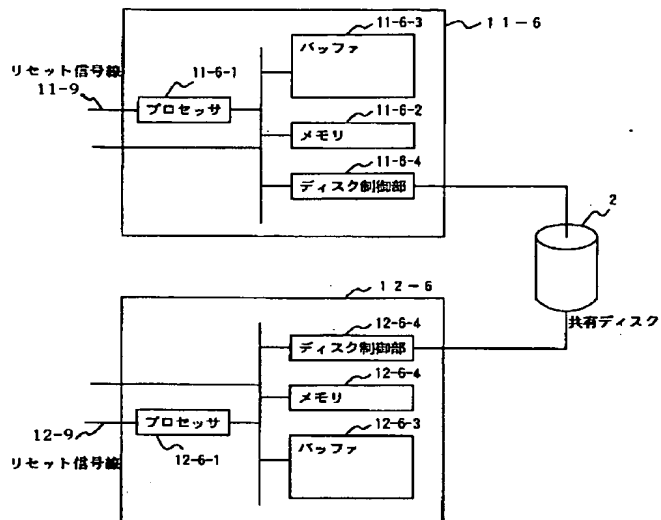 11-6-3
11-6
バッファ
リセット信号線
11-9
11-6-1
プロセッサ
11-6-2
メモリ
11-6-4
ディスク制御部
2
共有ディスク
12-6
12-6-4
ディスク制御部
12-6-4
メモリ
12-6-3
バッファ
プロセッサ
12-9
リセット信号線
12-6-1